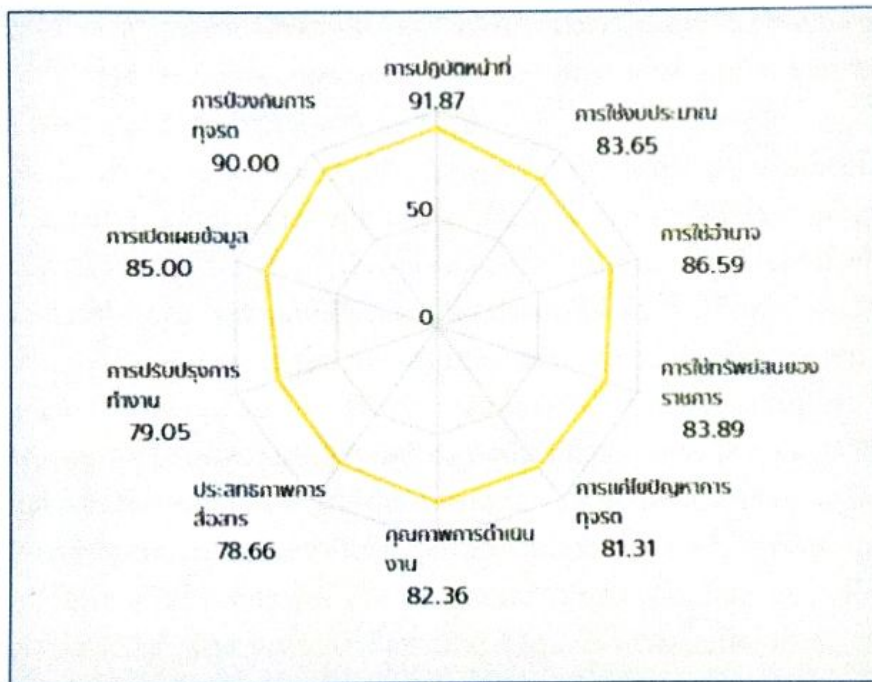 การปฏิบัติหน้าที่
91.87
การใช้งบประมาณ
83.65
การใช้อำนาจ
86.59
การใช้ทรัพย์สินของ
ราชการ
83.89
การแก้ไขปัญหาการ
ทุจริต
81.31
คุณภาพการดำเนิน
งาน
82.36
ประสิทธิภาพการ
สื่อสาร
78.66
การปรับปรุงการ
ทำงาน
79.05
การเปิดเผยข้อมูล
85.00
การป้องกันการ
ทุจริต
90.00
50
0